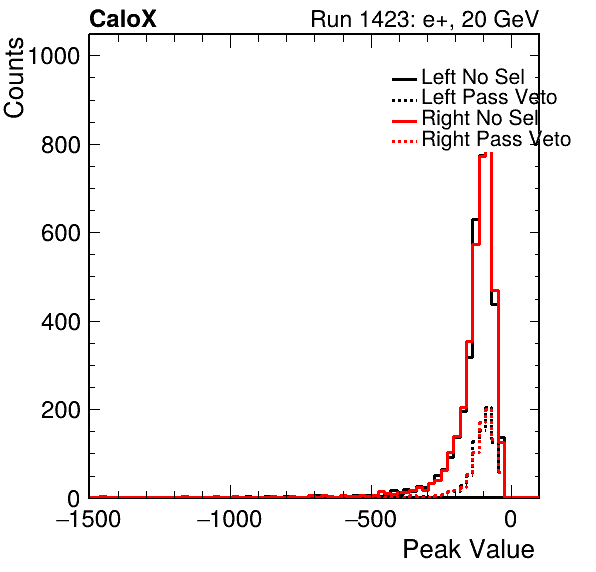 CaloX Run 1423: e+, 20 GeV
Counts
1000
800
600
400
200
0
Left No Sel
Left Pass Veto
Right No Sel
Right Pass Veto
−1500 −1000 −500 0
Peak Value